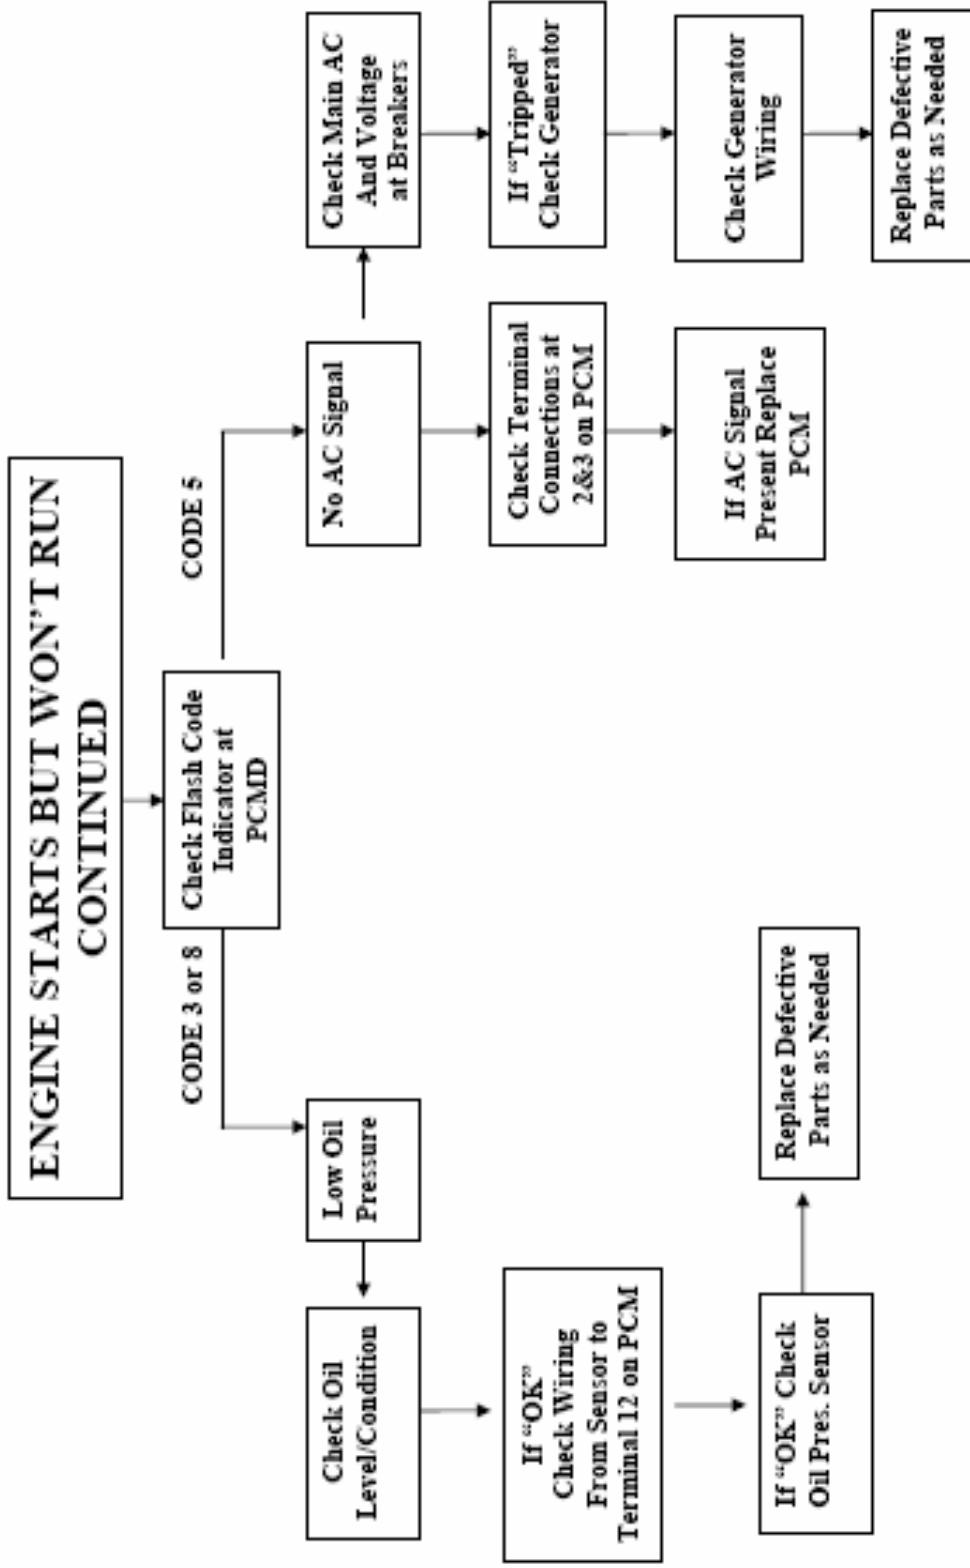 ENGINE STARTS BUT WON'T RUN
CONTINUED
Check Flash Code
Indicator at
PCMD
CODE 3 or 8
CODE 5
Low Oil
Pressure
Check Oil
Level/Condition
If “OK”
Check Wiring
From Sensor to
Terminal 12 on PCM
If “OK” Check
Oil Pres. Sensor
Replace Defective
Parts as Needed
No AC Signal
Check Terminal
Connections at
2&3 on PCM
If AC Signal
Present Replace
PCM
Check Main AC
And Voltage
at Breakers
If “Tripped”
Check Generator
Check Generator
Wiring
Replace Defective
Parts as Needed